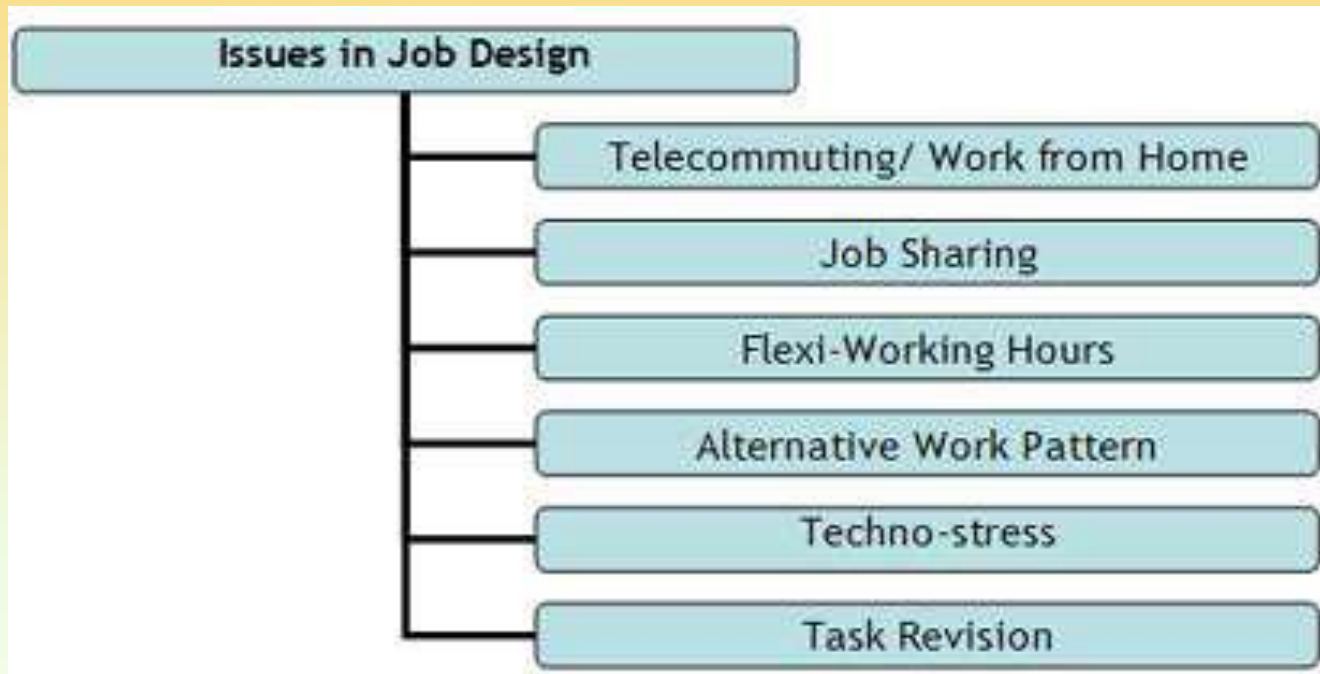 Issues in Job Design
Telecommuting/ Work from Home
Job Sharing
Flexi-Working Hours
Alternative Work Pattern
Techno-stress
Task Revision